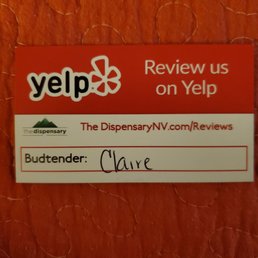 yelp
Review us
on Yelp
thedispensary
The DispensaryNV.com/Reviews
Budtender: Claire